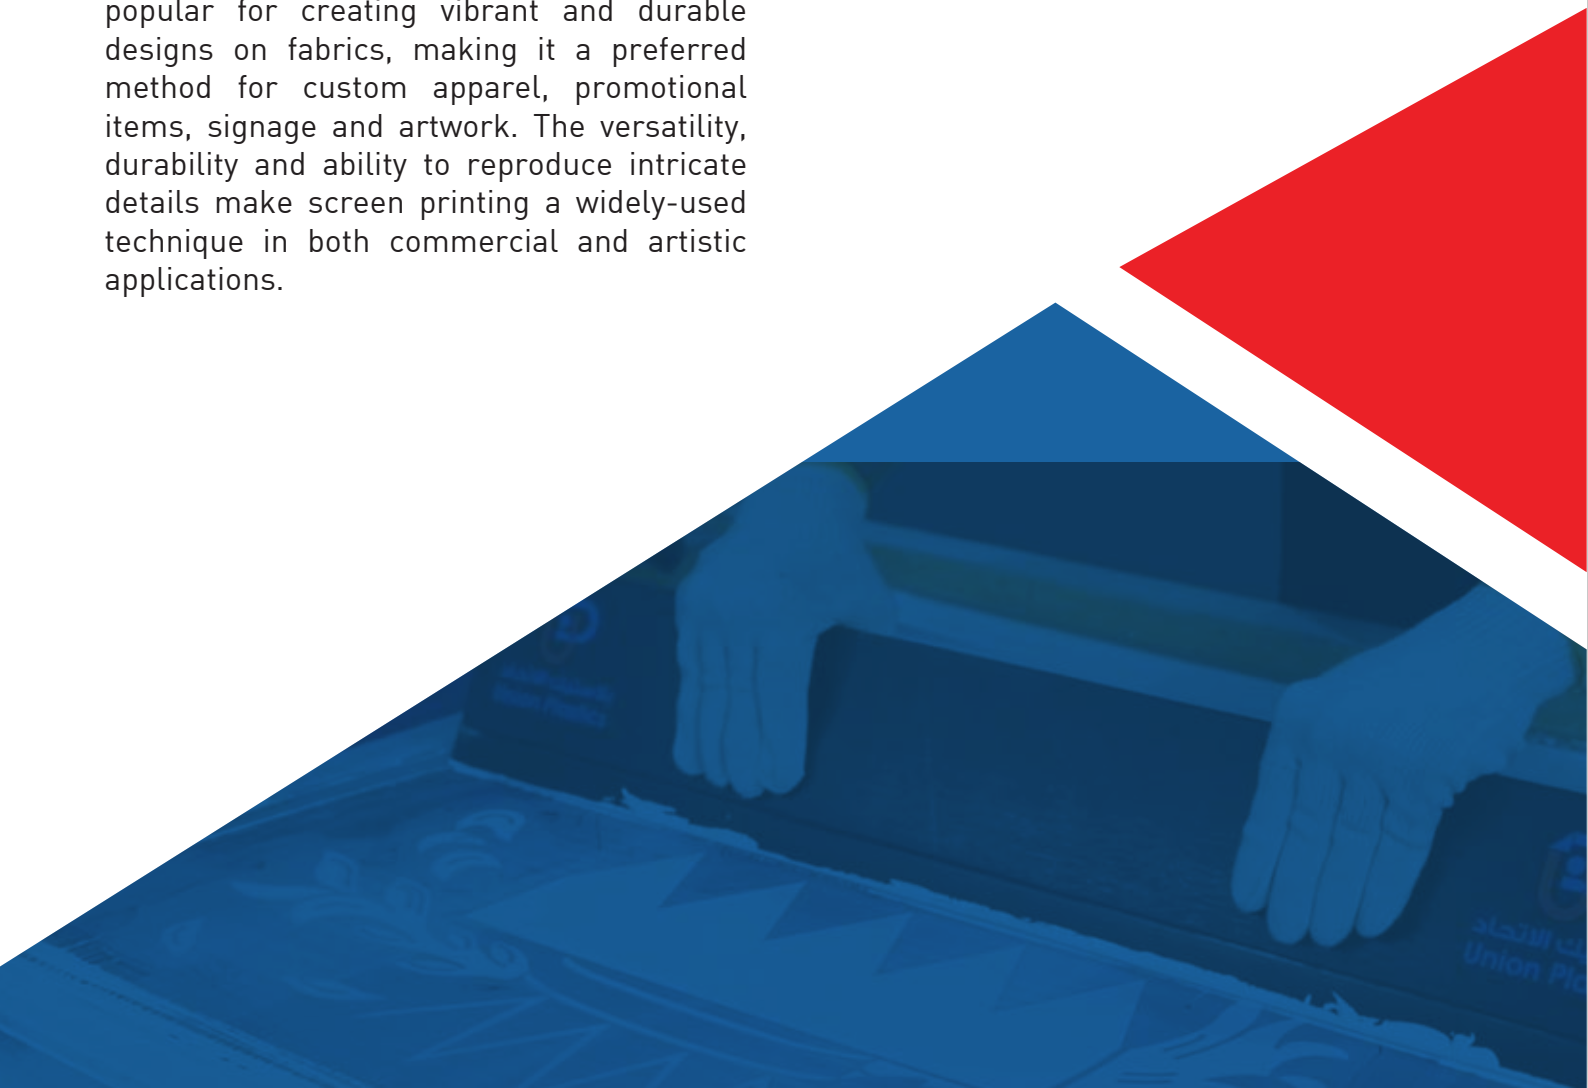 popular for creating vibrant and durable
designs on fabrics, making it a preferred
method for custom apparel, promotional
items, signage and artwork. The versatility,
durability and ability to reproduce intricate
details make screen printing a widely-used
technique in both commercial and artistic
applications.
الاتحاد
Union